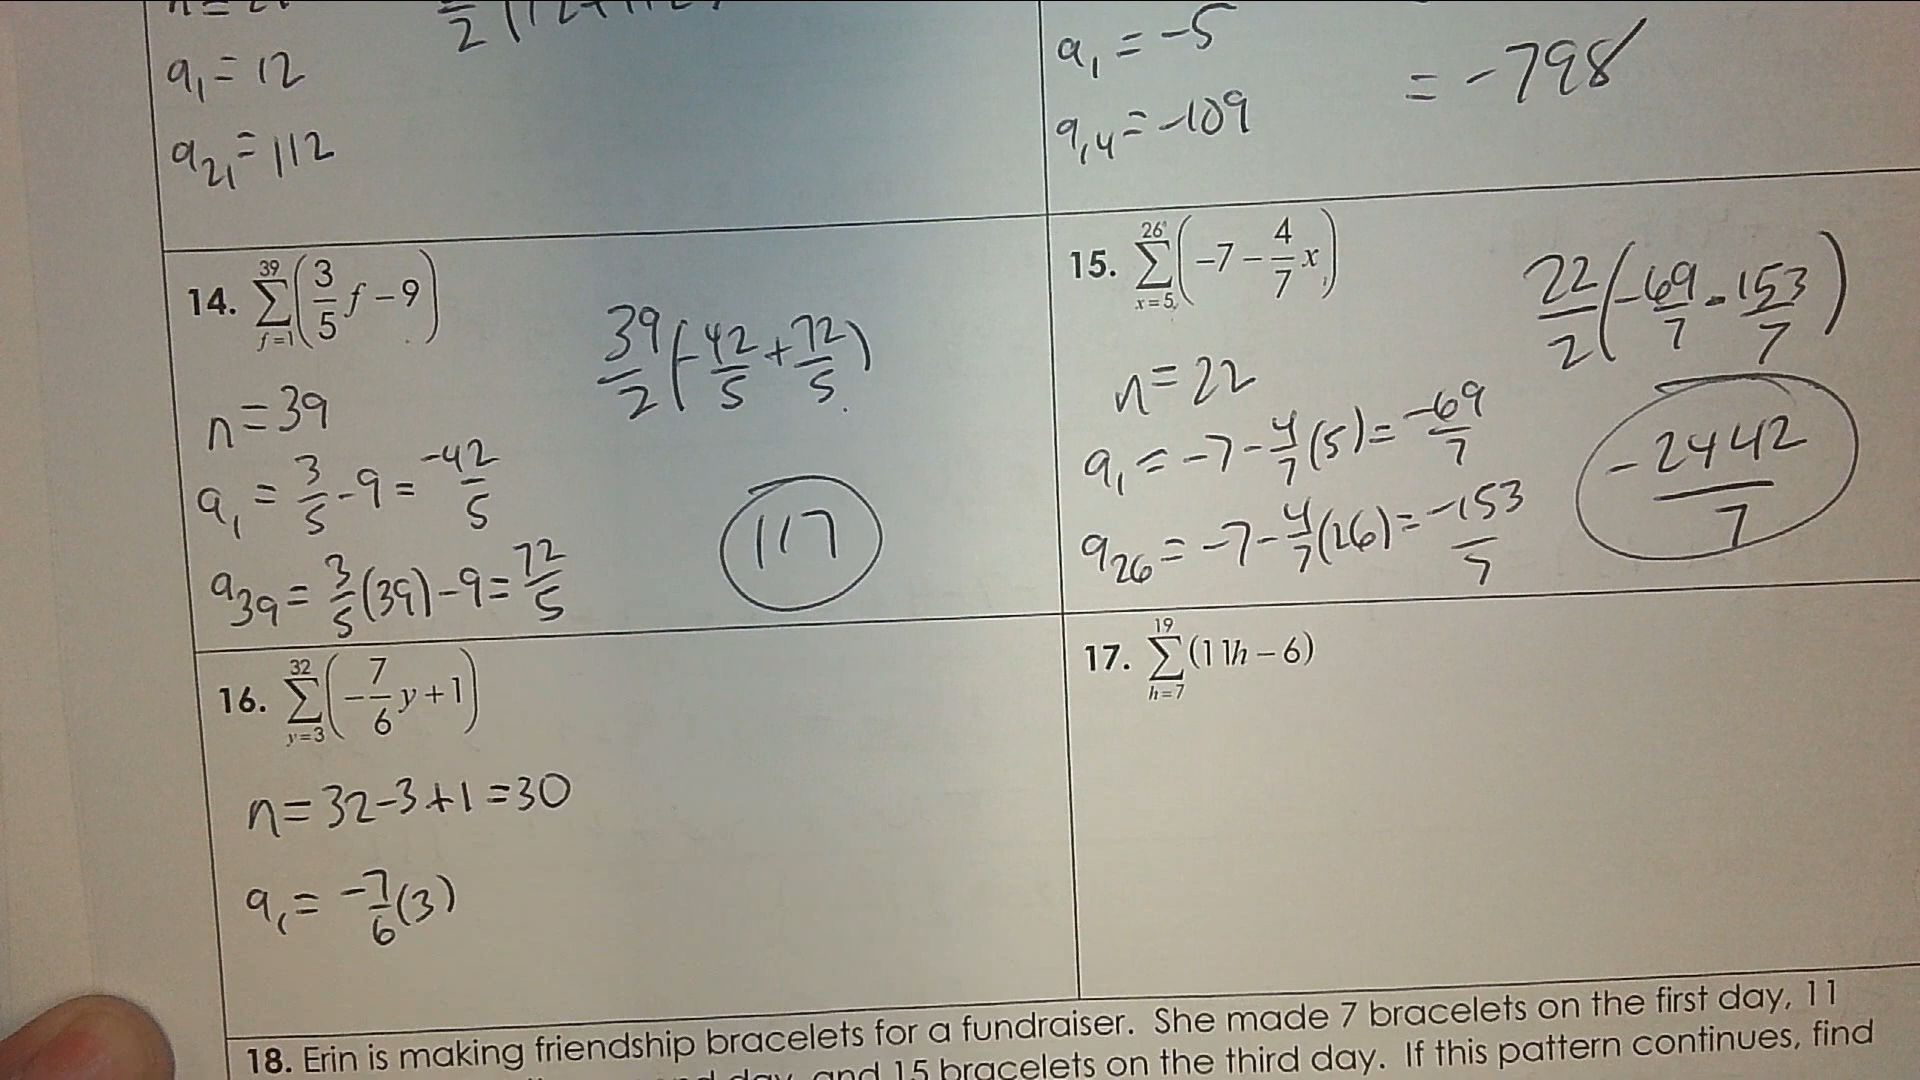 a₁ = 12
a₂₁ = 112
a₁ = -5
a₁₄ = -109
= -798
14. 39 Σ f=1 (3/5 f – 9)
n = 39
a₁ = 3/5 - 9 = -42/5
a₃₉ = 3/5 (39) - 9 = 72/5
39/2 (-42/5 + 72/5)
117
15. 26 Σ x=5 (–7 – 4/7 x)
n = 22
a₁ = -7 - 4/7 (5) = -69/7
a₂₆ = -7 - 4/7 (26) = -153/7
22/2 (-69/7 - 153/7)
-2442/7
16. 32 Σ y=3 (–7/6 y + 1)
n = 32 - 3 + 1 = 30
a₁ = -7/6 (3)
17. 19 Σ h=7 (11h – 6)
18. Erin is making friendship bracelets for a fundraiser. She made 7 bracelets on the first day, 11
day, and 15 bracelets on the third day. If this pattern continues, find